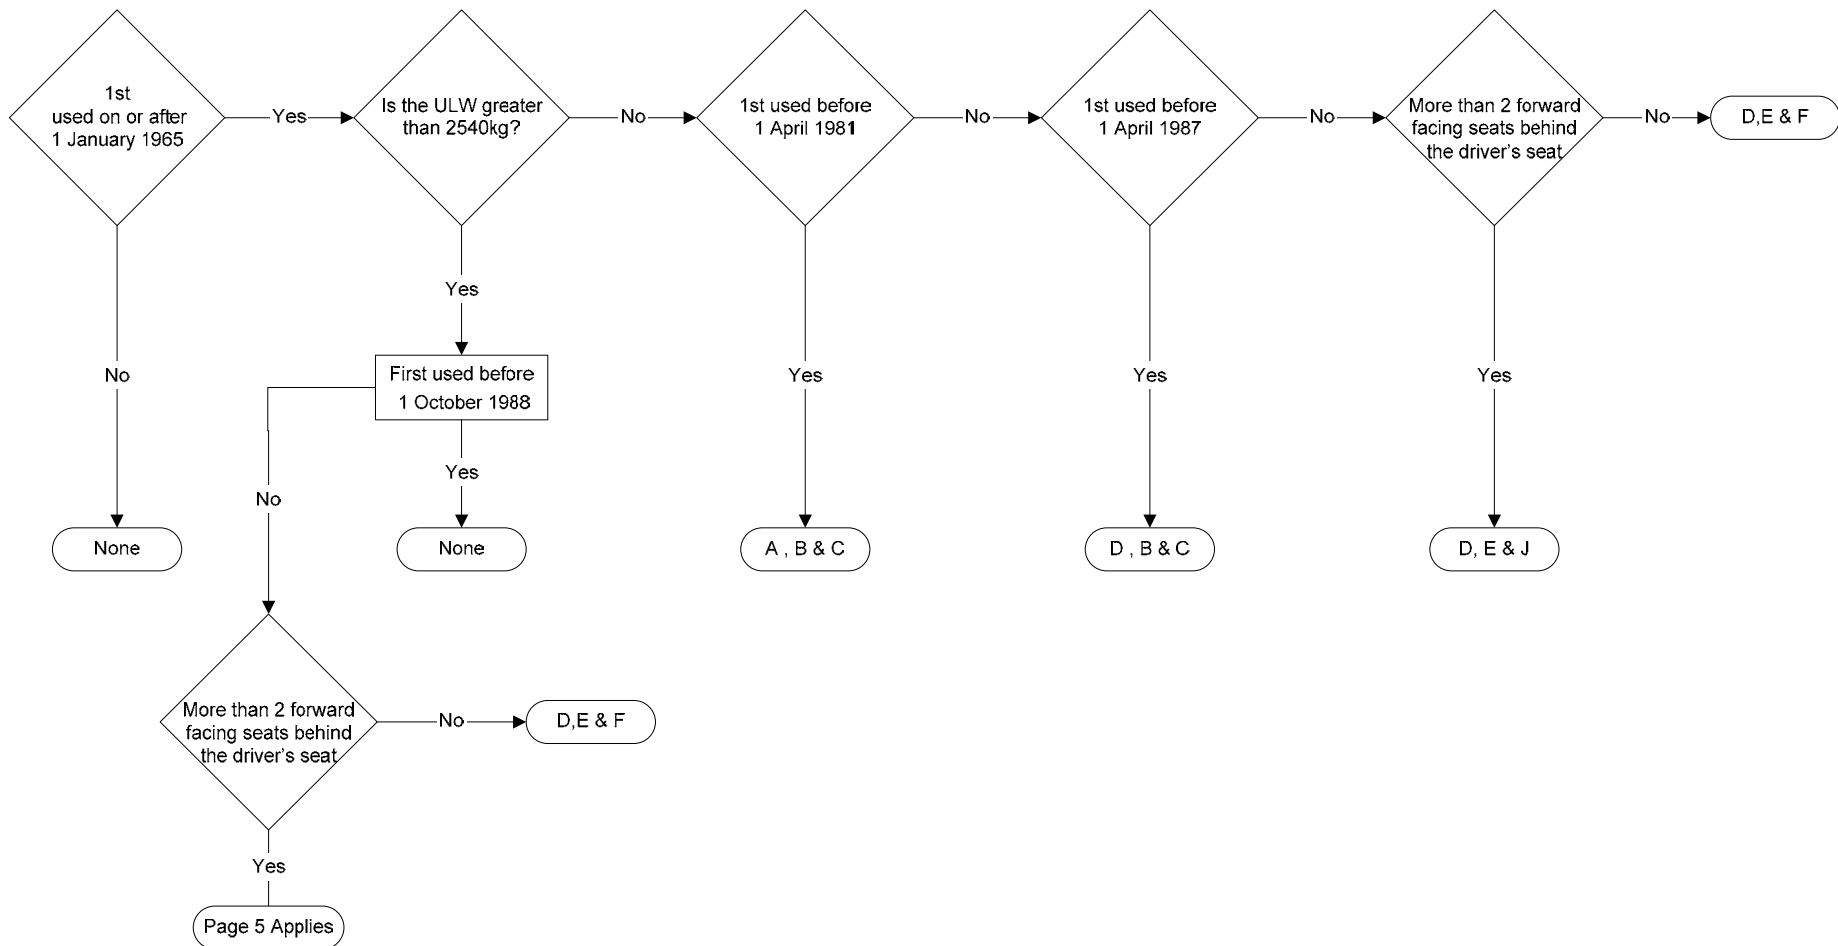 1st
used on or after
1 January 1965
Yes
Is the ULW greater
than 2540kg?
No
1st used before
1 April 1981
No
1st used before
1 April 1987
No
More than 2 forward
facing seats behind
the driver's seat
No
D,E & F
Yes
No
First used before
1 October 1988
Yes
Yes
Yes
Yes
No
None
None
A , B & C
D , B & C
D, E & J
More than 2 forward
facing seats behind
the driver's seat
No
D,E & F
Yes
Page 5 Applies